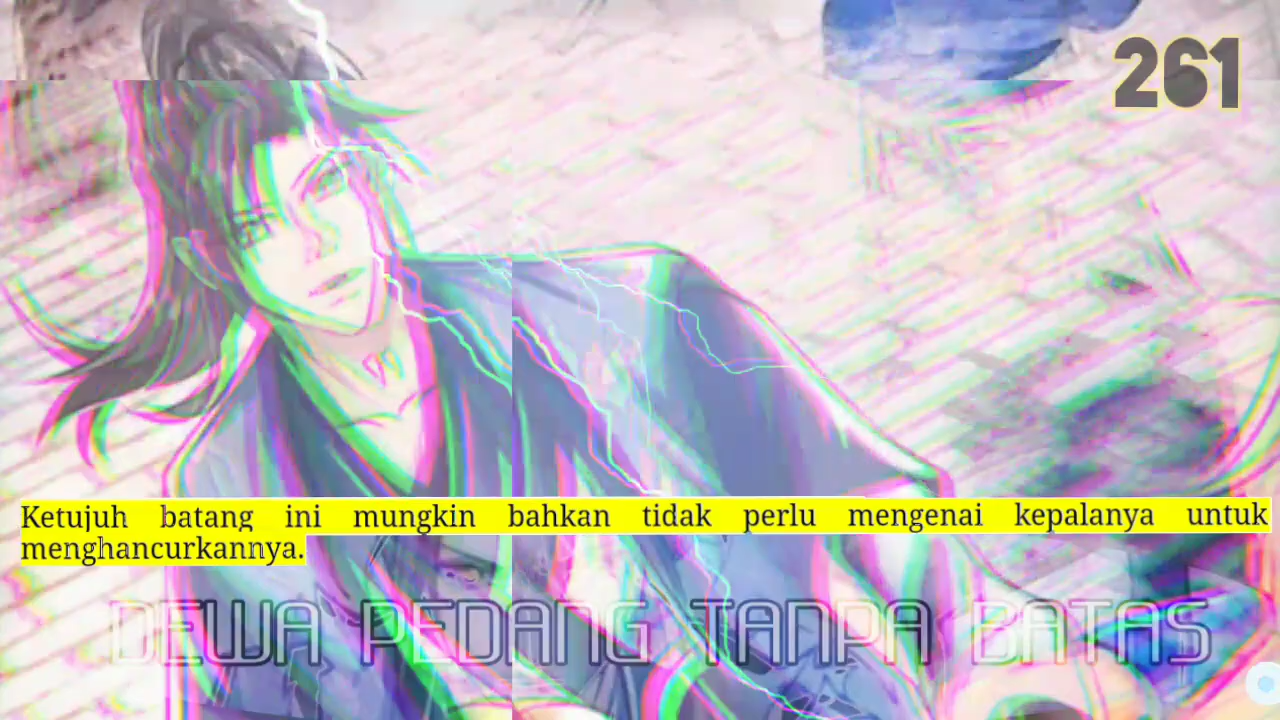 261
Ketujuh batang ini mungkin bahkan tidak perlu mengenai kepalanya untuk
menghancurkannya.
DEWA PEDANG TANPA BATAS